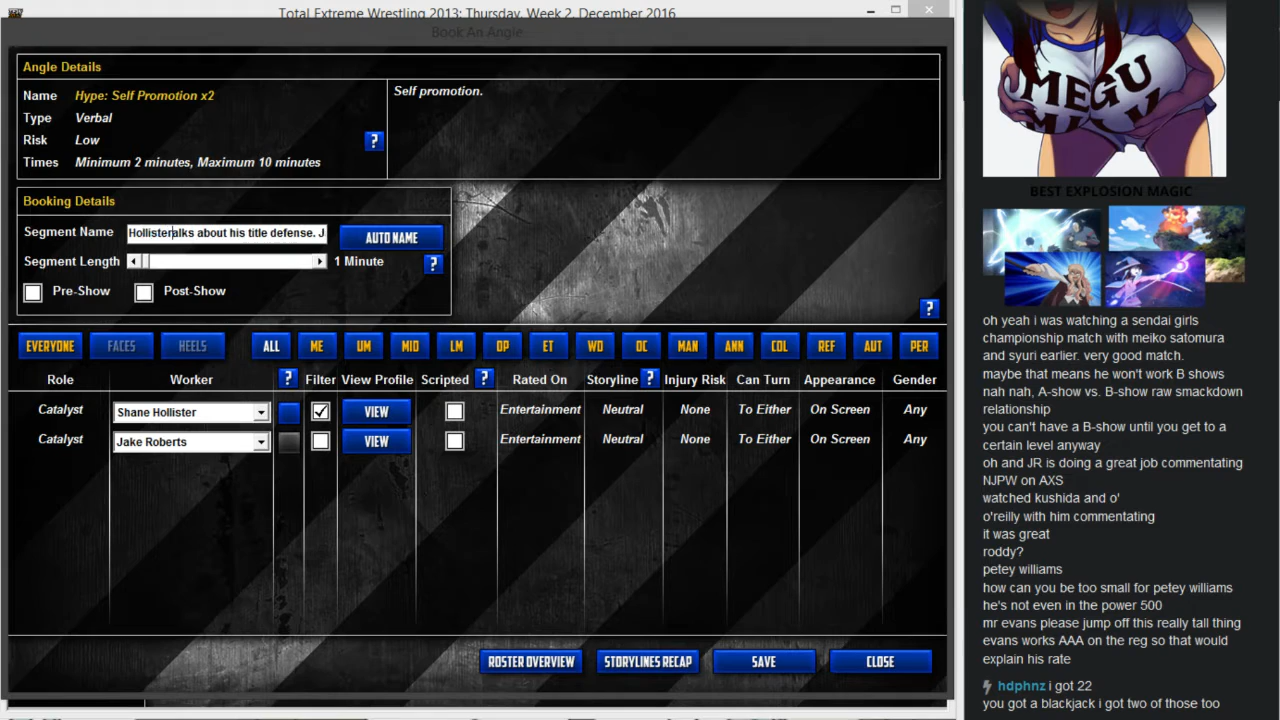 Total Extreme Wrestling 2013: Thursday, Week 2, December 2016
Book An Angle
Angle Details
Name Hype: Self Promotion x2
Type Verbal
Risk Low
?
Times Minimum 2 minutes, Maximum 10 minutes
Self promotion.
Booking Details
Segment Name Hollisteralks about his title defense. J AUTO NAME
Segment Length 1 Minute ?
Pre-Show Post-Show
?
EVERYONE FACES HEELS ALL ME UM MID LM OP ET WD OC MAN ANN COL REF AUT PER
Role Worker ? Filter View Profile Scripted ? Rated On Storyline ? Injury Risk Can Turn Appearance Gender
Catalyst Shane Hollister VIEW Entertainment Neutral None To Either On Screen Any
Catalyst Jake Roberts VIEW Entertainment Neutral None To Either On Screen Any
ROSTER OVERVIEW STORYLINES RECAP SAVE CLOSE
MEGU
BEST EXPLOSION MAGIC
oh yeah i was watching a sendai girls
championship match with meiko satomura
and syuri earlier. very good match.
maybe that means he won't work B shows
nah nah, A-show vs. B-show raw smackdown
relationship
you can't have a B-show until you get to a
certain level anyway
oh and JR is doing a great job commentating
NJPW on AXS
watched kushida and o'
o'reilly with him commentating
it was great
roddy?
petey williams
how can you be too small for petey williams
he's not even in the power 500
mr evans please jump off this really tall thing
evans works AAA on the reg so that would
explain his rate
hdphnz i got 22
you got a blackjack i got two of those too